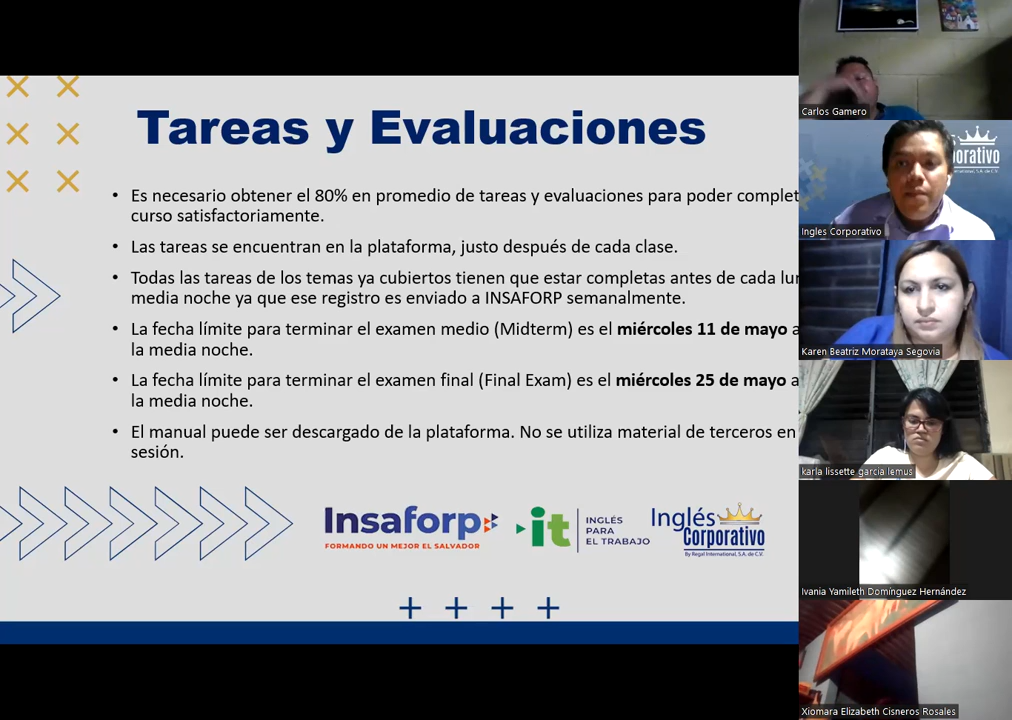 Tareas y Evaluaciones
• Es necesario obtener el 80% en promedio de tareas y evaluaciones para poder complet
curso satisfactoriamente.
• Las tareas se encuentran en la plataforma, justo después de cada clase.
• Todas las tareas de los temas ya cubiertos tienen que estar completas antes de cada lun
media noche ya que ese registro es enviado a INSAFORP semanalmente.
• La fecha límite para terminar el examen medio (Midterm) es el miércoles 11 de mayo a
la media noche.
• La fecha límite para terminar el examen final (Final Exam) es el miércoles 25 de mayo a
la media noche.
• El manual puede ser descargado de la plataforma. No se utiliza material de terceros en
sesión.
Insaforp
FORMANDO UN MEJOR EL SALVADOR
it
INGLÉS
PARA
EL TRABAJO
Inglés
Corporativo
By Regal International, S.A. de C.V.
Carlos Gamero
porativo
Ingles Corporativo
Karen Beatriz Morataya Segovia
karla lissette garcia lemus
Ivania Yamileth Domínguez Hernández
Xiomara Elizabeth Cisneros Rosales